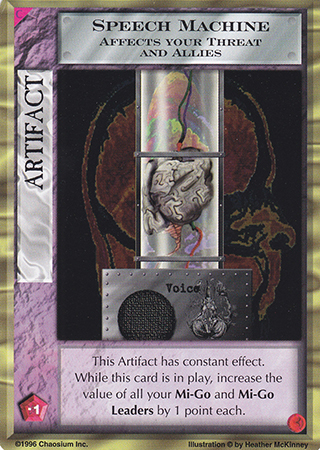 SPEECH MACHINE
AFFECTS YOUR THREAT
AND ALLIES
ARTIFACT
Voice
This Artifact has constant effect.
While this card is in play, increase
the value of all your Mi-Go and Mi-Go
Leaders by 1 point each.
-1
©1996 Chaosium Inc.
Illustration © by Heather McKinney